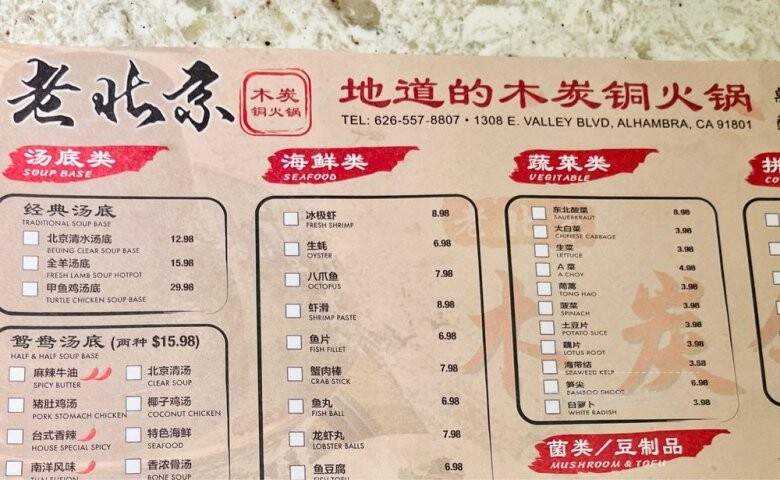 老北京
木炭
铜火锅
地道的木炭铜火锅
TEL: 626-557-8807 • 1308 E. VALLEY BLVD, ALHAMBRA, CA 91801
汤底类
SOUP BASE
经典汤底
TRADITIONAL SOUP BASE
北京清水汤底 12.98
BEIJING CLEAR SOUP BASE
全羊汤底 15.98
FRESH LAMB SOUP HOTPOT
甲鱼鸡汤底 29.98
TURTLE CHICKEN SOUP BASE
鸳鸯汤底 (两种 $15.98)
HALF & HALF SOUP BASE
麻辣牛油 北京清汤
SPICY BUTTER CLEAR SOUP
猪肚鸡汤 椰子鸡汤
PORK STOMACH CHICKEN COCONUT CHICKEN
台式香辣 特色海鲜
HOUSE SPECIAL SPICY SEAFOOD
南洋风味 香浓骨汤
TOM YUM BONE SOUP
海鲜类
SEAFOOD
冰极虾 8.98
FRESH SHRIMP
生蚝 6.98
OYSTER
八爪鱼 7.98
OCTOPUS
虾滑 8.98
SHRIMP PASTE
鱼片 6.98
FISH FILLET
蟹肉棒 7.98
CRAB STICK
鱼丸 6.98
FISH BALL
龙虾丸 7.98
LOBSTER BALLS
鱼豆腐 6.98
FISH TOFU
蔬菜类
VEGITABLE
东北酸菜 6.98
SAUERKRAUT
大白菜 3.98
CHINESE CABBAGE
生菜 3.98
LETTUCE
A 菜 4.98
A CHOY
茼蒿 3.98
TONG HAO
菠菜 3.98
SPINACH
土豆片 3.98
POTATO SLICE
藕片 4.98
LOTUS ROOT
海带结 3.58
SEAWEED KELP
笋尖 6.98
BAMBOO SHOOT
白萝卜 3.98
WHITE RADISH
菌类/豆制品
MUSHROOM & TOFU
木炭
拼
CO